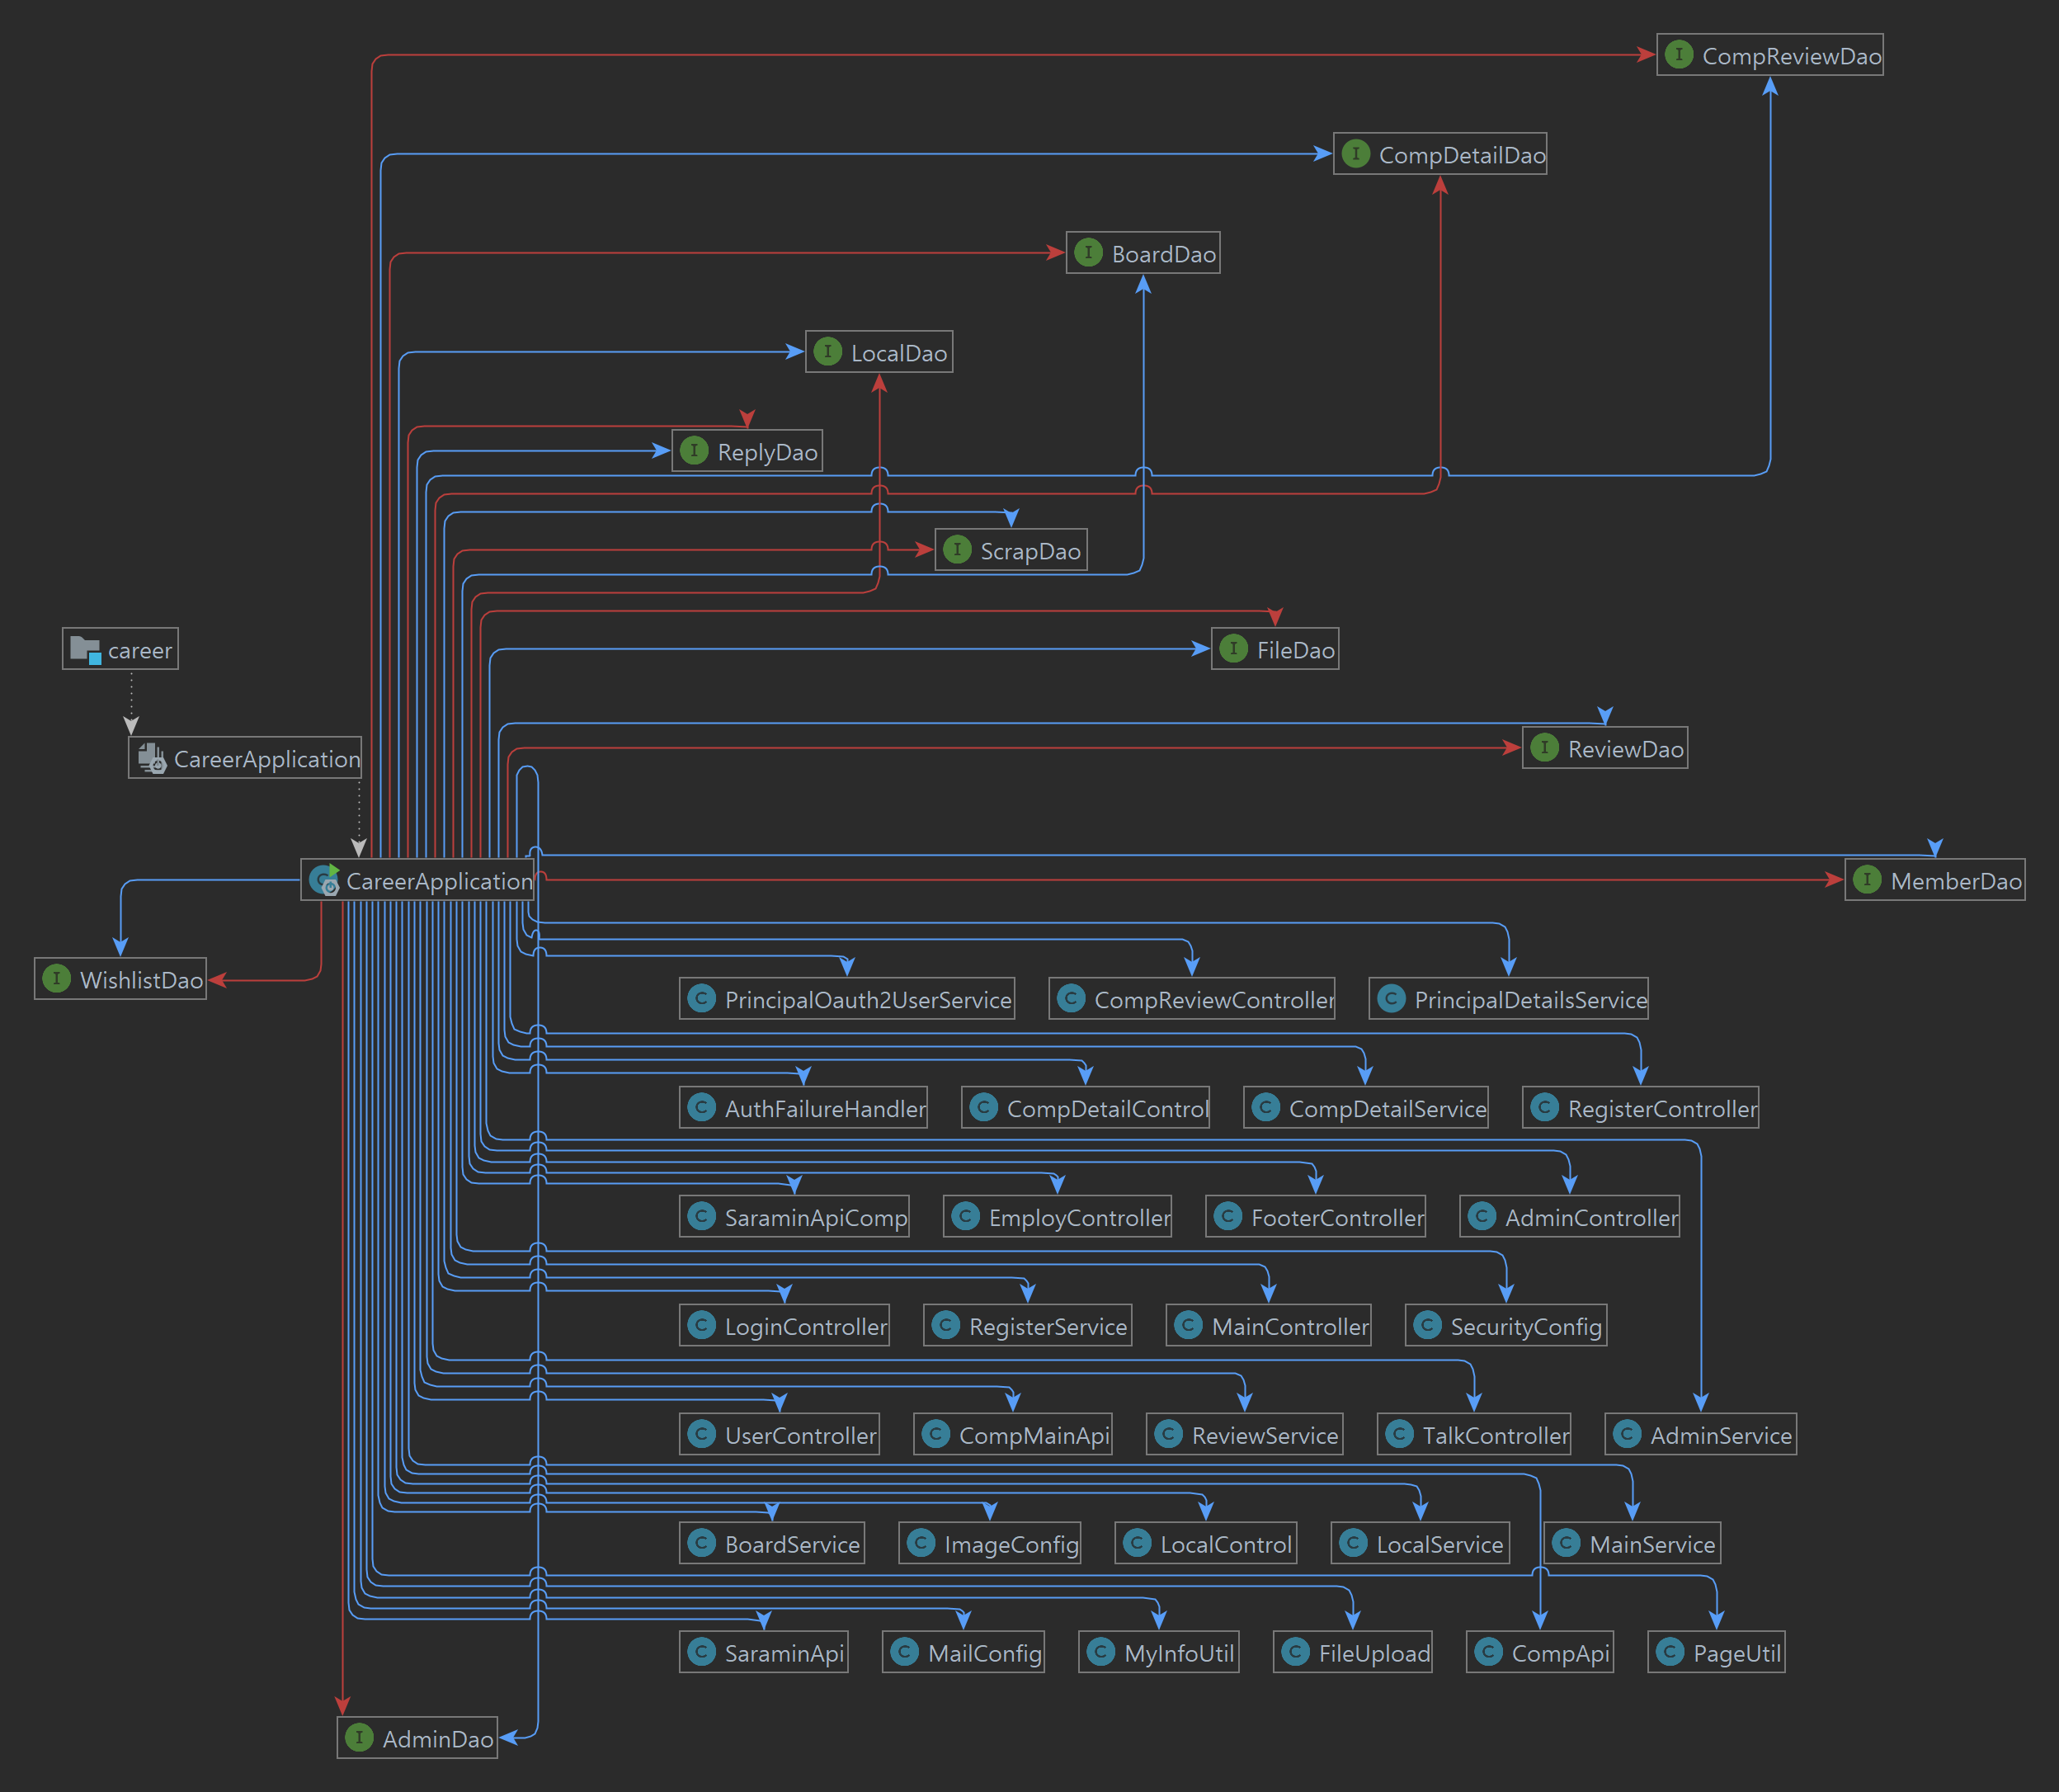 CompReviewDao
CompDetailDao
BoardDao
LocalDao
ReplyDao
ScrapDao
career
FileDao
CareerApplication
ReviewDao
CareerApplication
MemberDao
WishlistDao
PrincipalOauth2UserService
CompReviewController
PrincipalDetailsService
AuthFailureHandler
CompDetailControl
CompDetailService
RegisterController
SaraminApiComp
EmployController
FooterController
AdminController
LoginController
RegisterService
MainController
SecurityConfig
UserController
CompMainApi
ReviewService
TalkController
AdminService
BoardService
ImageConfig
LocalControl
LocalService
MainService
SaraminApi
MailConfig
MyInfoUtil
FileUpload
CompApi
PageUtil
AdminDao